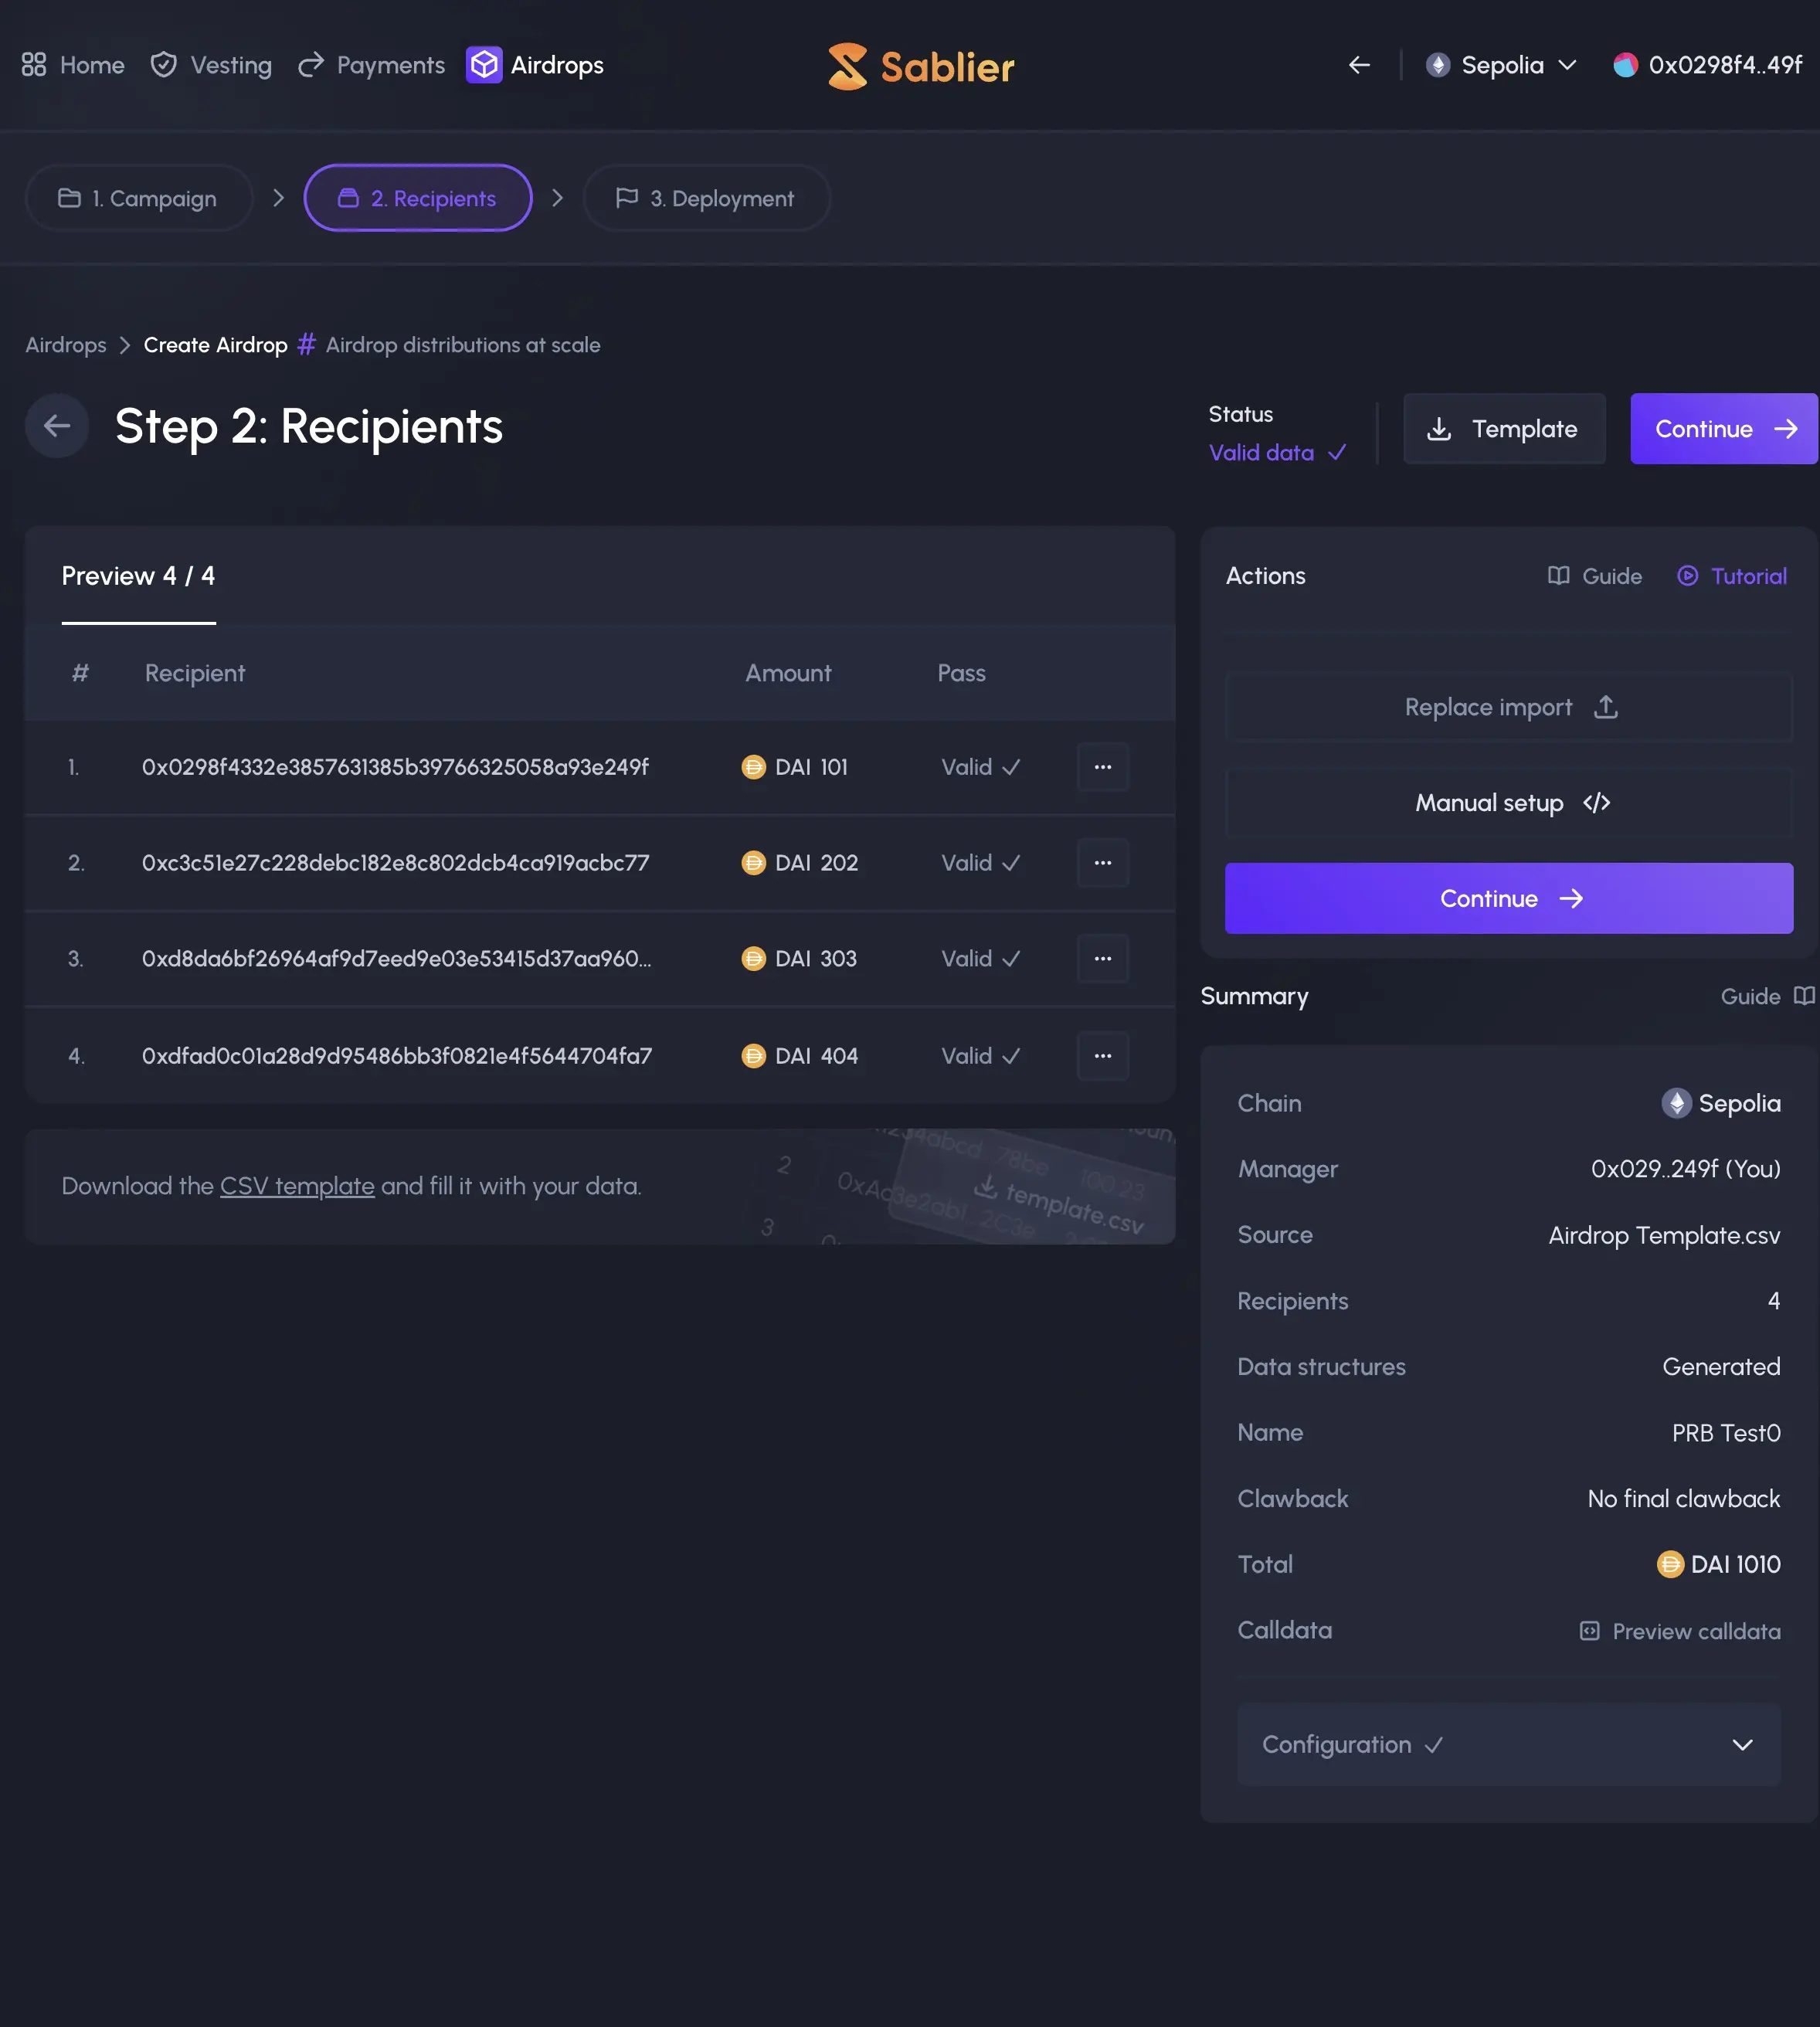 Home Vesting Payments Airdrops Sablier Sepolia 0x0298f4..49f
1. Campaign 2. Recipients 3. Deployment
Airdrops Create Airdrop # Airdrop distributions at scale
Step 2: Recipients
Status
Valid data
Template
Continue
Preview 4 / 4
# Recipient Amount Pass
1. 0x0298f4332e3857631385b39766325058a93e249f DAI 101 Valid ...
2. 0xc3c51e27c228debc182e8c802dcb4ca919acbc77 DAI 202 Valid ...
3. 0xd8da6bf26964af9d7eed9e03e53415d37aa960... DAI 303 Valid ...
4. 0xdfad0c01a28d9d95486bb3f0821e4f5644704fa7 DAI 404 Valid ...
Download the CSV template and fill it with your data.
2
3
template.csv
Actions Guide Tutorial
Replace import
Manual setup </>
Continue
Summary Guide
Chain Sepolia
Manager 0x029..249f (You)
Source Airdrop Template.csv
Recipients 4
Data structures Generated
Name PRB Test0
Clawback No final clawback
Total DAI 1010
Calldata Preview calldata
Configuration